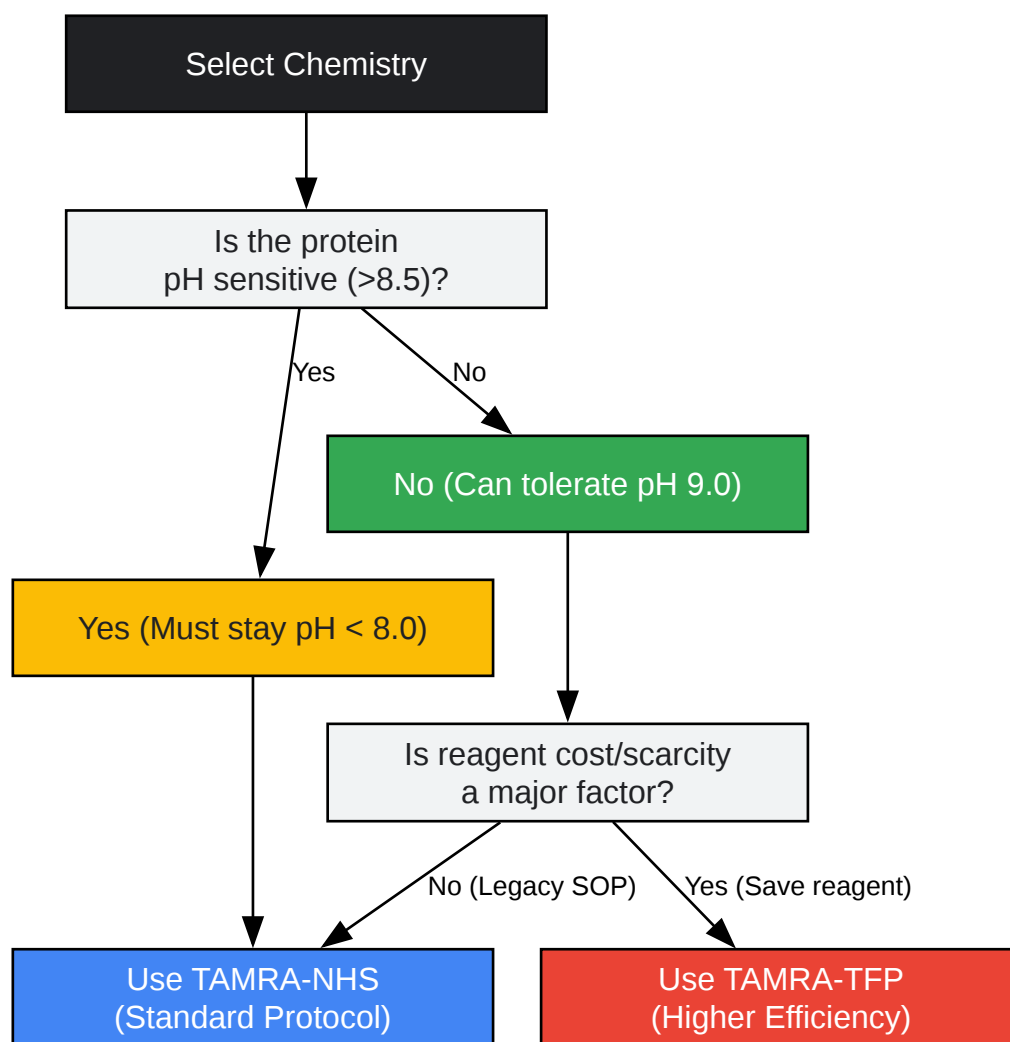 Select Chemistry
Is the protein
pH sensitive (>8.5)?
Yes
No
No (Can tolerate pH 9.0)
Yes (Must stay pH < 8.0)
Is reagent cost/scarcity
a major factor?
No (Legacy SOP)
Yes (Save reagent)
Use TAMRA-NHS
(Standard Protocol)
Use TAMRA-TFP
(Higher Efficiency)